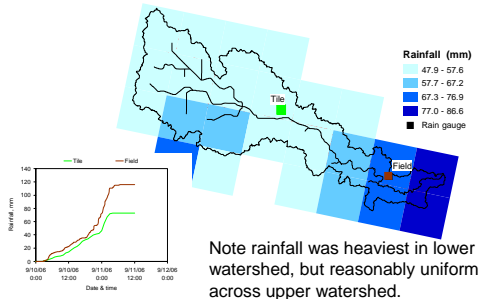 Rainfall (mm)
47.9 - 57.6
57.7 - 67.2
67.3 - 76.9
77.0 - 86.6
Rain gauge
Tile
Field
Tile Field
Rainfall, mm
140
120
100
80
60
40
20
0
9/10/06 9/10/06 9/11/06 9/11/06 9/12/06
0:00 12:00 0:00 12:00 0:00
Date & time
Note rainfall was heaviest in lower
watershed, but reasonably uniform
across upper watershed.